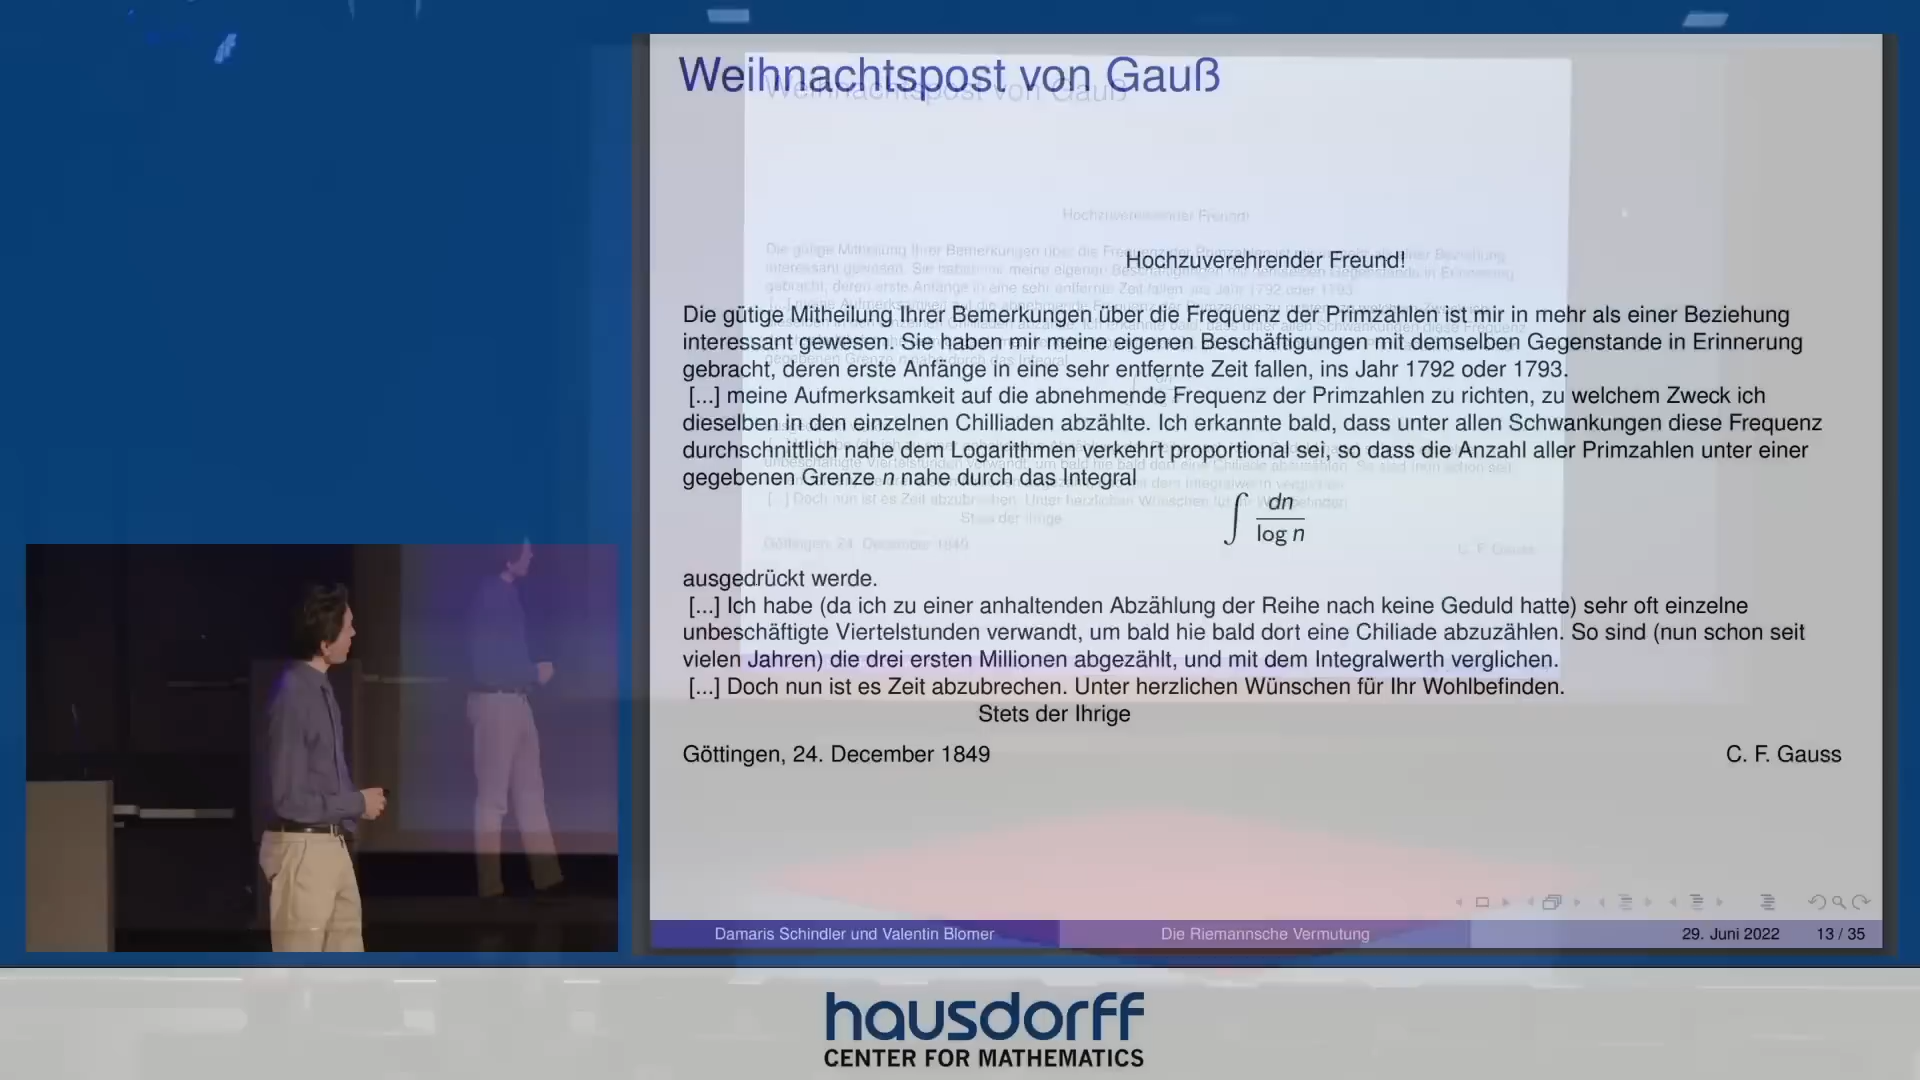 Weihnachtspost von Gauß
Hochzuverehrender Freund!
Die gütige Mitheilung Ihrer Bemerkungen über die Frequenz der Primzahlen ist mir in mehr als einer Beziehung
interessant gewesen. Sie haben mir meine eigenen Beschäftigungen mit demselben Gegenstande in Erinnerung
gebracht, deren erste Anfänge in eine sehr entfernte Zeit fallen, ins Jahr 1792 oder 1793.
[...] meine Aufmerksamkeit auf die abnehmende Frequenz der Primzahlen zu richten, zu welchem Zweck ich
dieselben in den einzelnen Chilliaden abzählte. Ich erkannte bald, dass unter allen Schwankungen diese Frequenz
durchschnittlich nahe dem Logarithmen verkehrt proportional sei, so dass die Anzahl aller Primzahlen unter einer
gegebenen Grenze n nahe durch das Integral
∫ dn
log n
ausgedrückt werde.
[...] Ich habe (da ich zu einer anhaltenden Abzählung der Reihe nach keine Geduld hatte) sehr oft einzelne
unbeschäftigte Viertelstunden verwandt, um bald hie bald dort eine Chiliade abzuzählen. So sind (nun schon seit
vielen Jahren) die drei ersten Millionen abgezählt, und mit dem Integralwerth verglichen.
[...] Doch nun ist es Zeit abzubrechen. Unter herzlichen Wünschen für Ihr Wohlbefinden.
Stets der Ihrige
Göttingen, 24. December 1849 C. F. Gauss
Damaris Schindler und Valentin Blomer Die Riemannsche Vermutung 29. Juni 2022 13 / 35
hausdorff
CENTER FOR MATHEMATICS